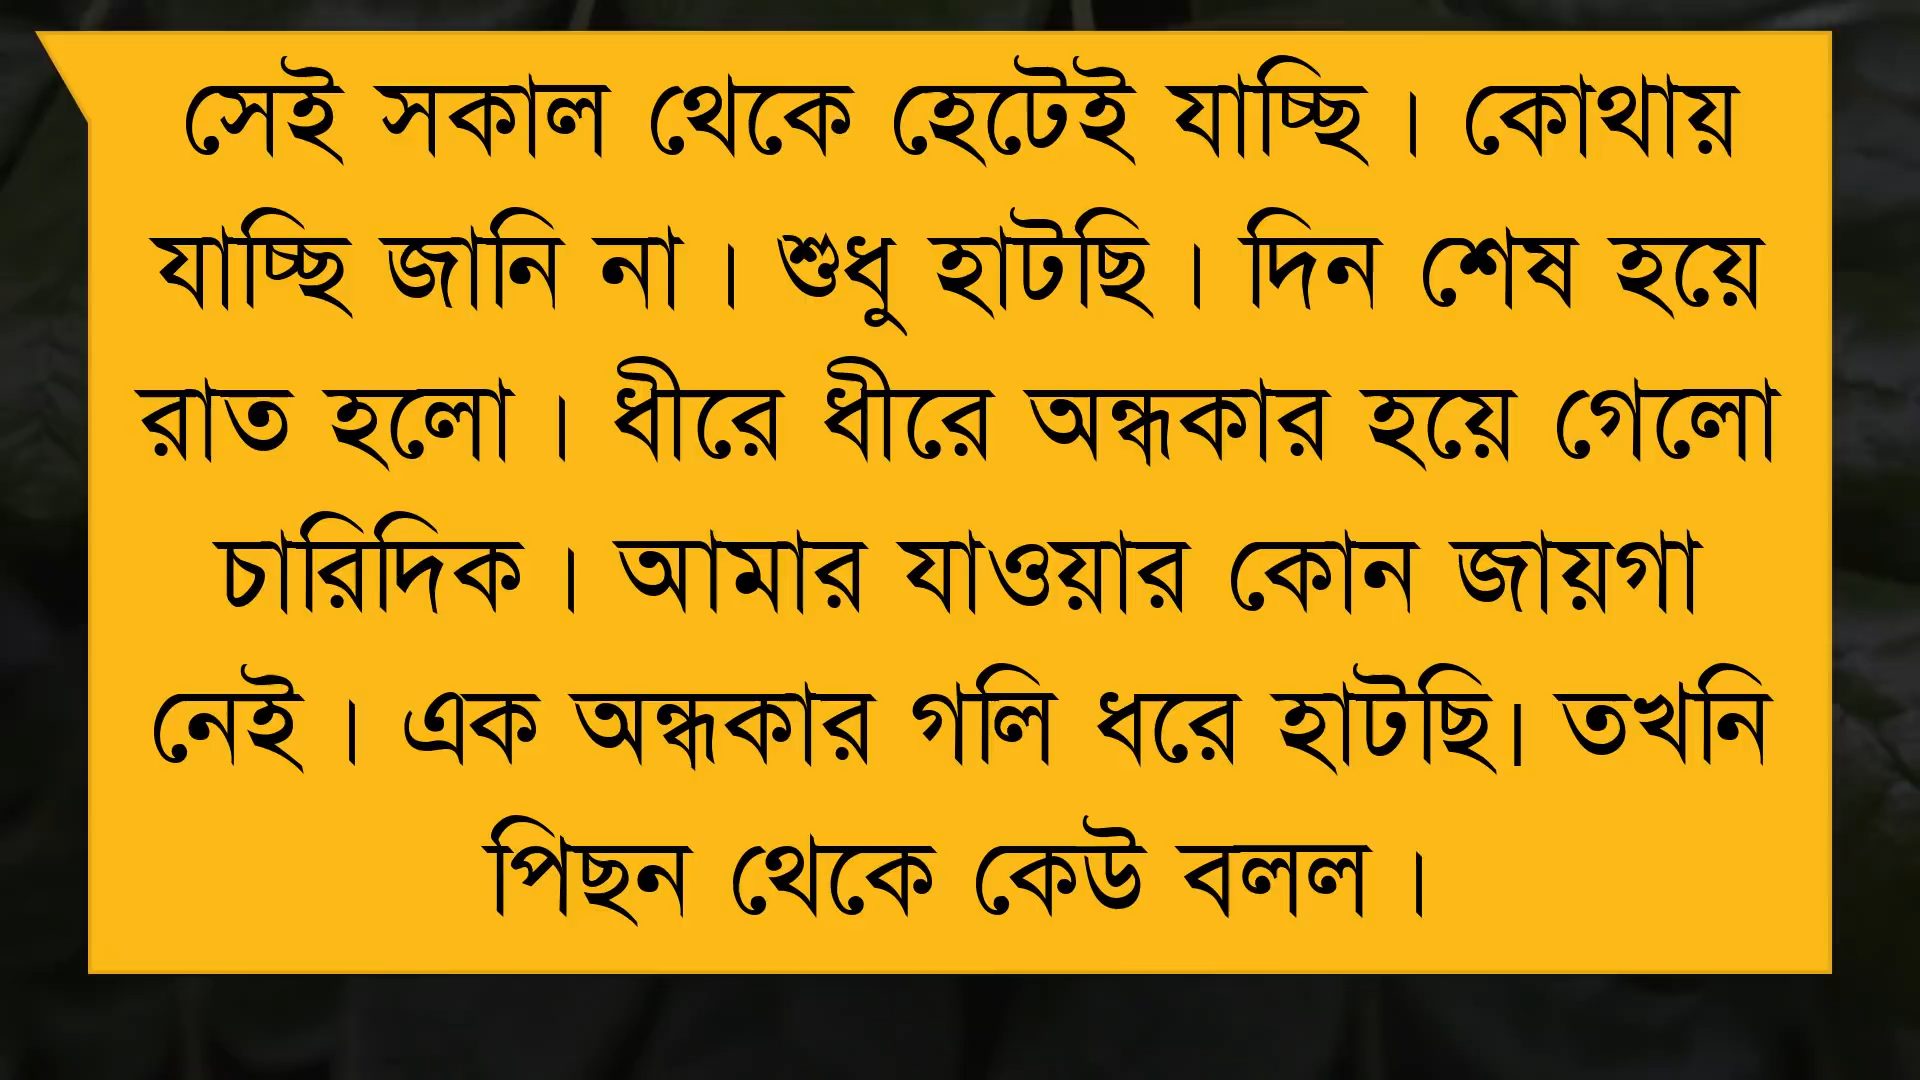 সেই সকাল থেকে হেটেই যাচ্ছি । কোথায়
যাচ্ছি জানি না । শুধু হাটছি । দিন শেষ হয়ে
রাত হলো । ধীরে ধীরে অন্ধকার হয়ে গেলো
চারিদিক । আমার যাওয়ার কোন জায়গা
নেই । এক অন্ধকার গলি ধরে হাটছি। তখনি
পিছন থেকে কেউ বলল ।